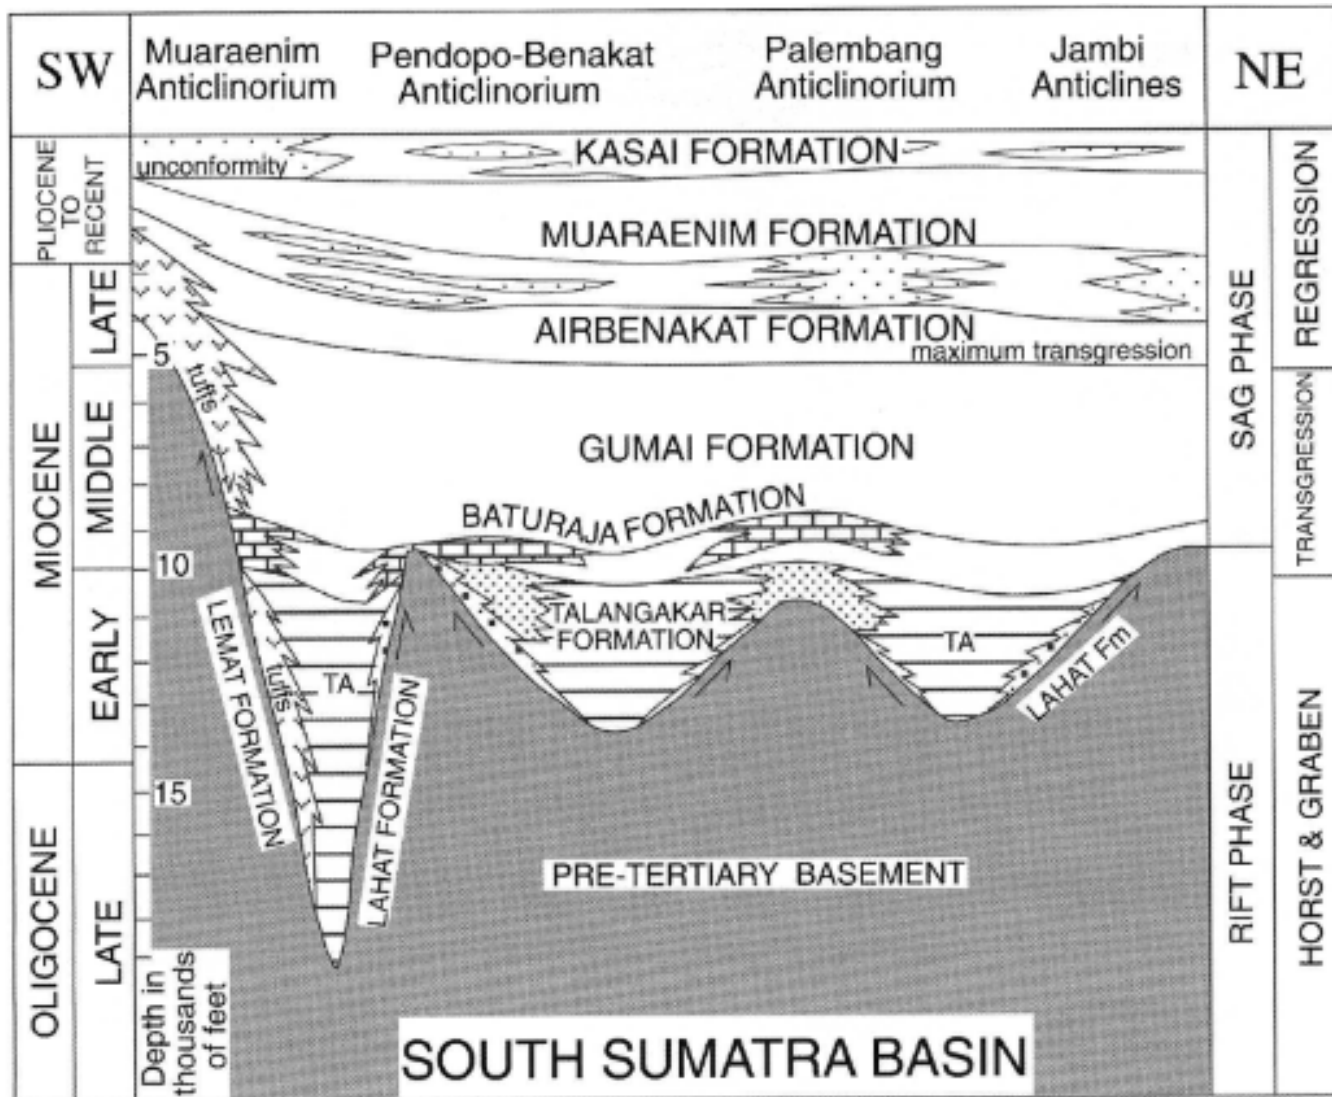 SW
Muaraenim
Anticlinorium
Pendopo-Benakat
Anticlinorium
Palembang
Anticlinorium
Jambi
Anticlines
NE
PLIOCENE
TO
RECENT
unconformity
KASAI FORMATION
MUARAENIM FORMATION
AIRBENAKAT FORMATION
maximum transgression
LATE
5
tuffs
MIOCENE
MIDDLE
GUMAI FORMATION
BATURAJA FORMATION
10
EARLY
LEMAT FORMATION
tuffs
TA
LAHAT FORMATION
TALANGAKAR
FORMATION
TA
LAHAT Fm
15
OLIGOCENE
LATE
PRE-TERTIARY BASEMENT
Depth in
thousands
of feet
SOUTH SUMATRA BASIN
SAG PHASE
REGRESSION
TRANSGRESSION
RIFT PHASE
HORST & GRABEN